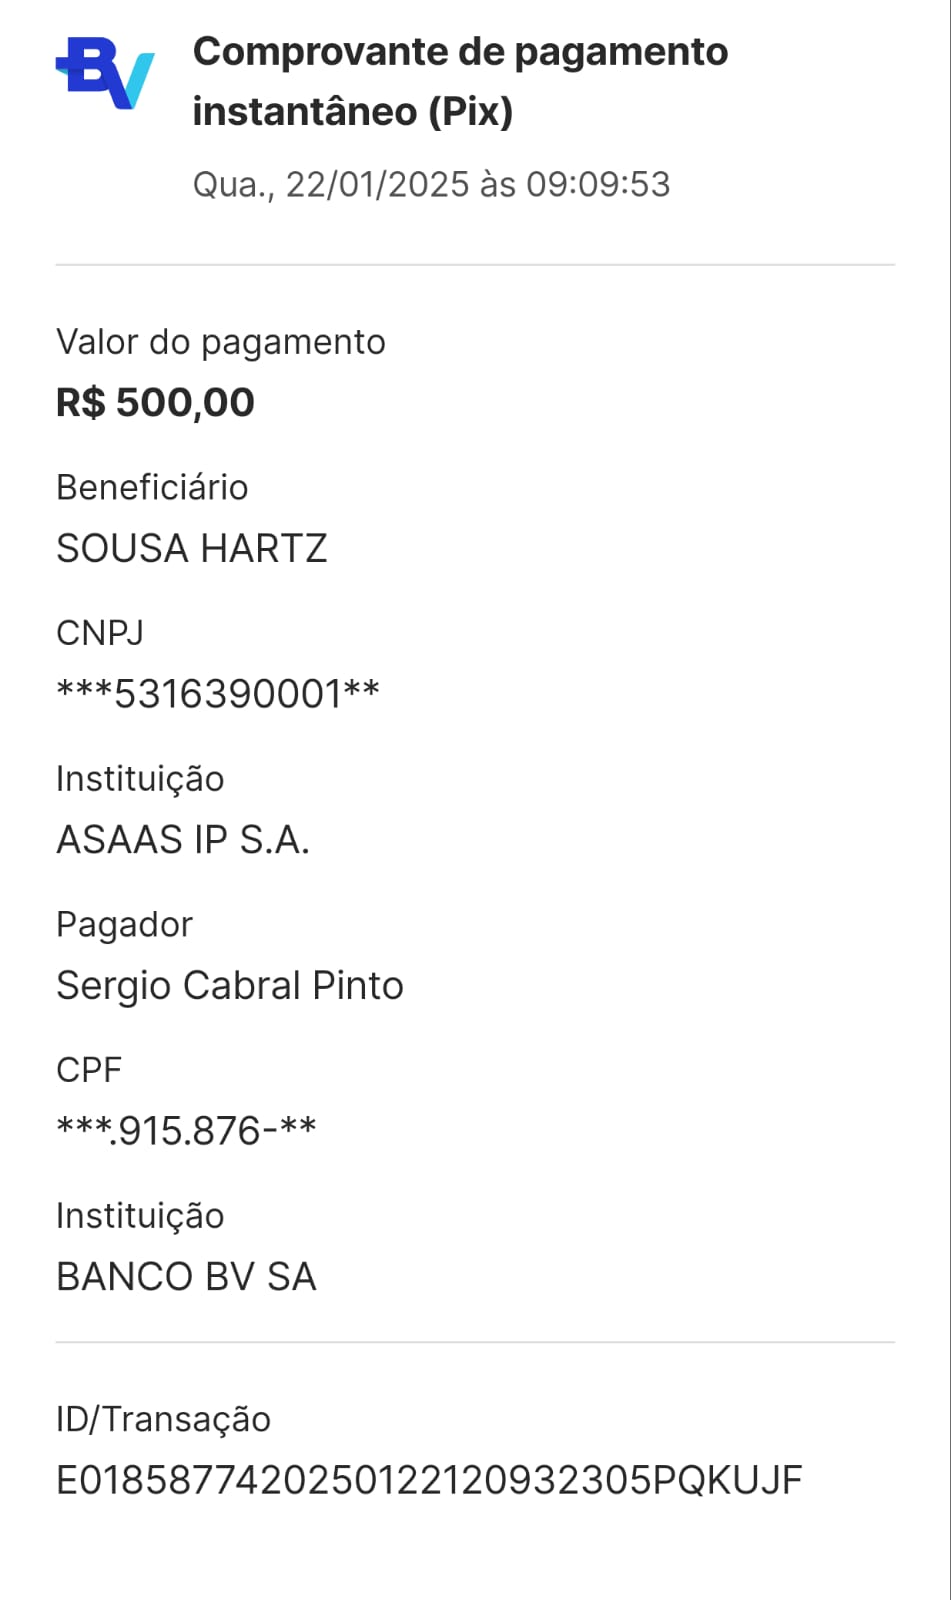 BV
Comprovante de pagamento
instantâneo (Pix)
Qua., 22/01/2025 às 09:09:53
Valor do pagamento
R$ 500,00
Beneficiário
SOUSA HARTZ
CNPJ
***5316390001**
Instituição
ASAAS IP S.A.
Pagador
Sergio Cabral Pinto
CPF
***.915.876-**
Instituição
BANCO BV SA
ID/Transação
E0185877420250122120932305PQKUJF